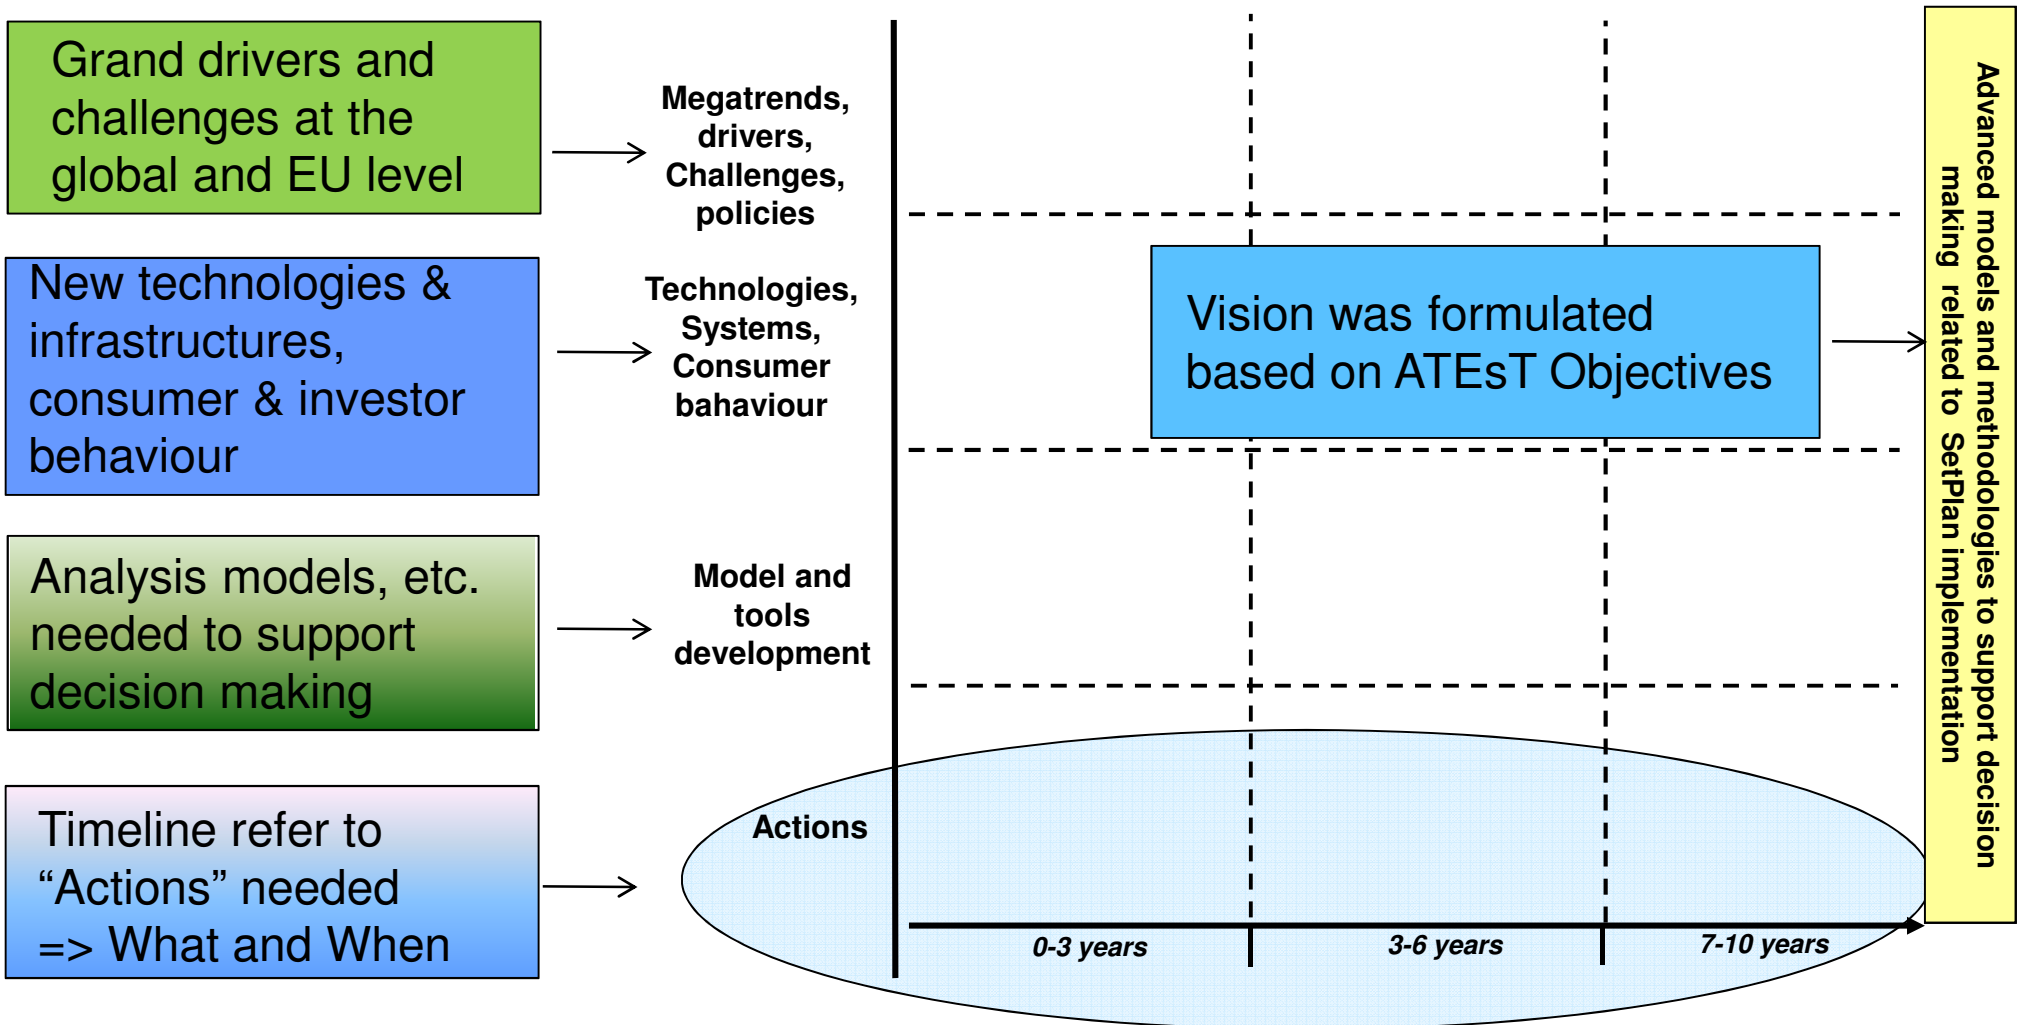 Grand drivers and
challenges at the
global and EU level
Megatrends,
drivers,
Challenges,
policies
New technologies &
infrastructures,
consumer & investor
behaviour
Technologies,
Systems,
Consumer
bahaviour
Vision was formulated
based on ATEsT Objectives
Analysis models, etc.
needed to support
decision making
Model and
tools
development
Timeline refer to
“Actions” needed
=> What and When
Actions
0-3 years
3-6 years
7-10 years
Advanced models and methodologies to support decision
making related to SetPlan implementation